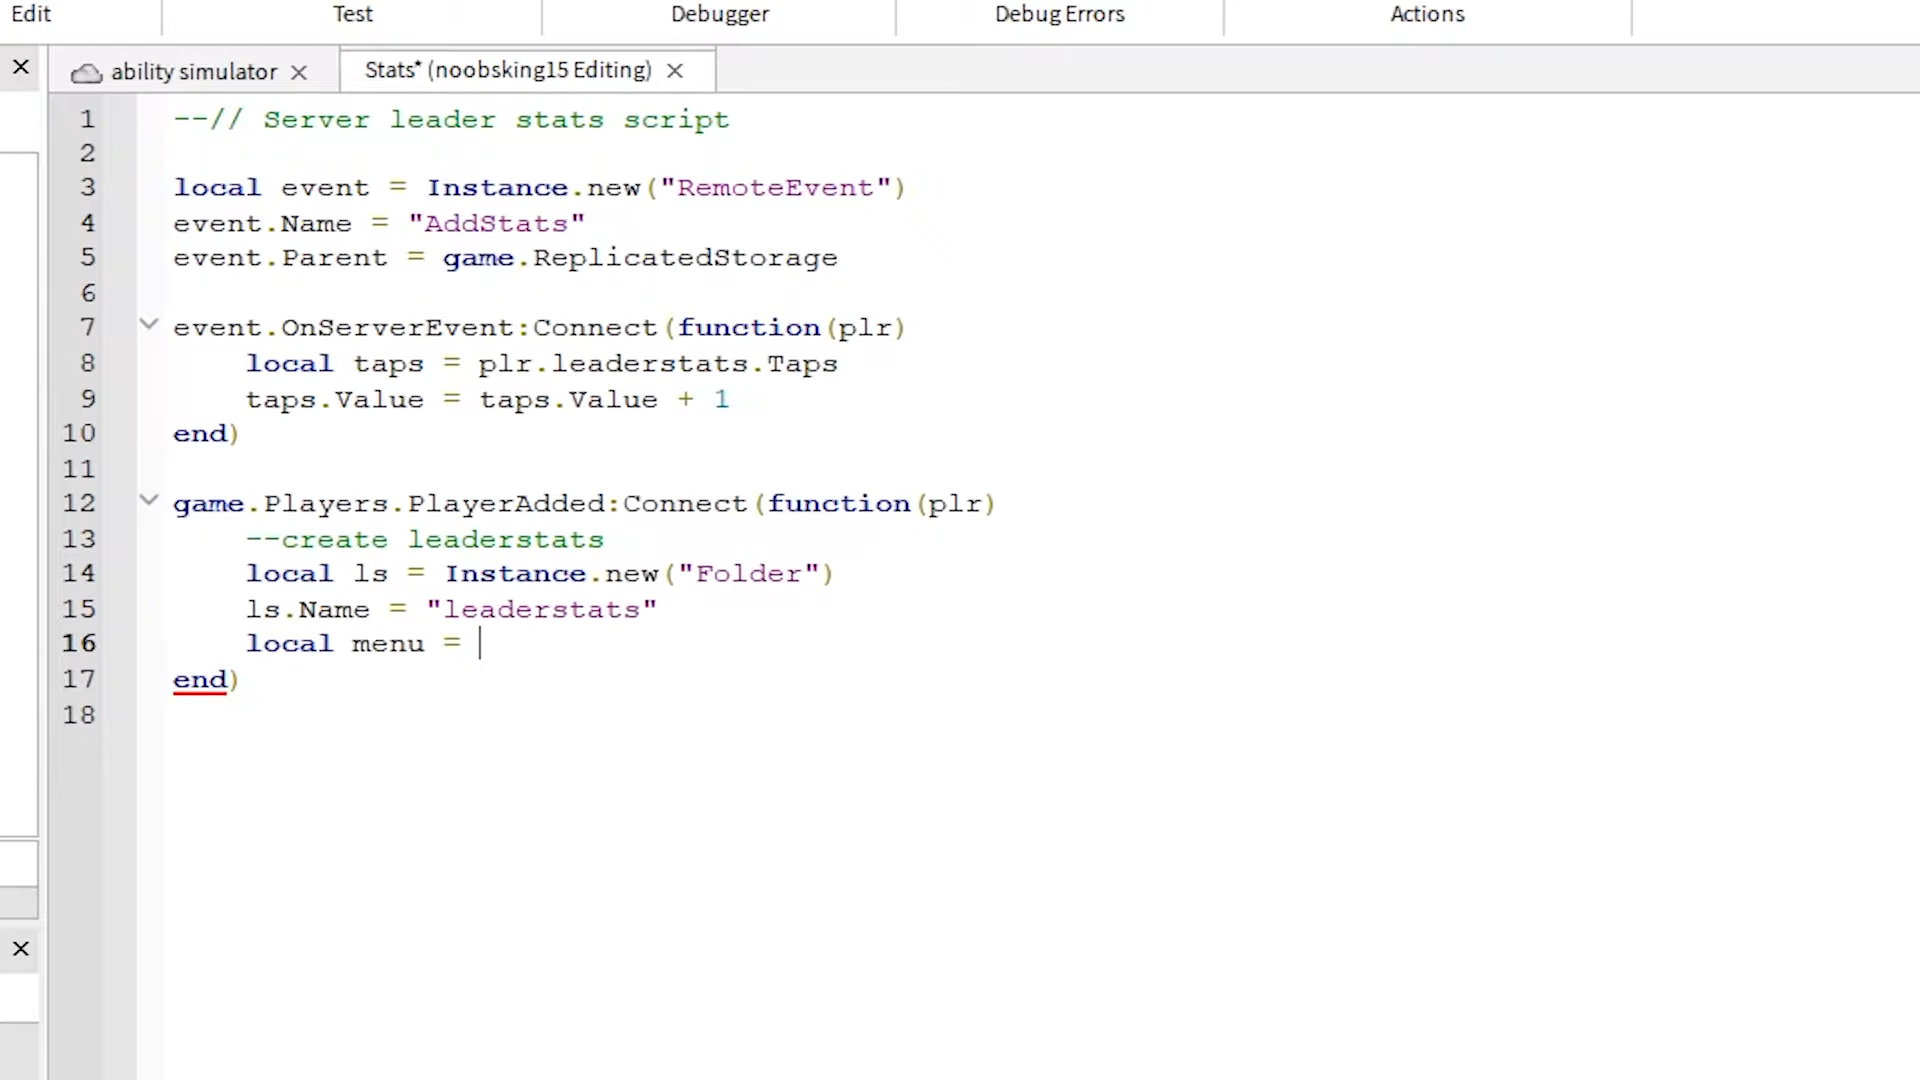 Edit Test Debugger Debug Errors Actions
ability simulator Stats* (noobsking15 Editing)
1 --// Server leader stats script
2
3 local event = Instance.new("RemoteEvent")
4 event.Name = "AddStats"
5 event.Parent = game.ReplicatedStorage
6
7 event.OnServerEvent:Connect(function(plr)
8 local taps = plr.leaderstats.Taps
9 taps.Value = taps.Value + 1
10 end)
11
12 game.Players.PlayerAdded:Connect(function(plr)
13 --create leaderstats
14 local ls = Instance.new("Folder")
15 ls.Name = "leaderstats"
16 local menu =
17 end)
18